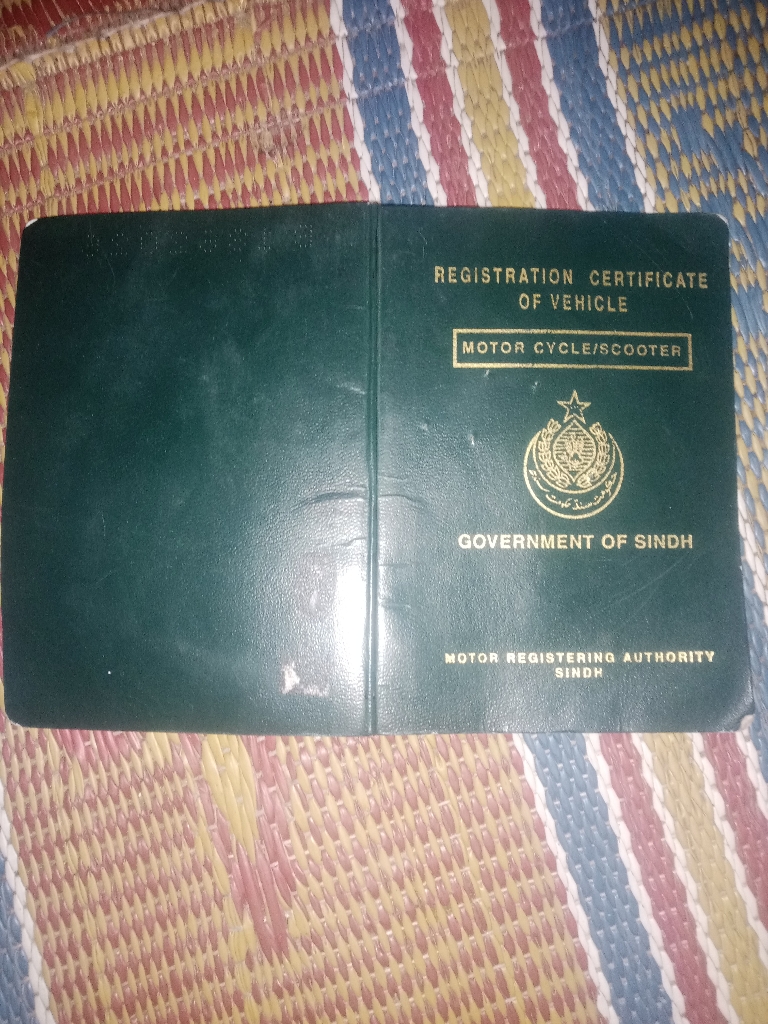 REGISTRATION CERTIFICATE
OF VEHICLE
MOTOR CYCLE/SCOOTER
GOVERNMENT OF SINDH
MOTOR REGISTERING AUTHORITY
SINDH